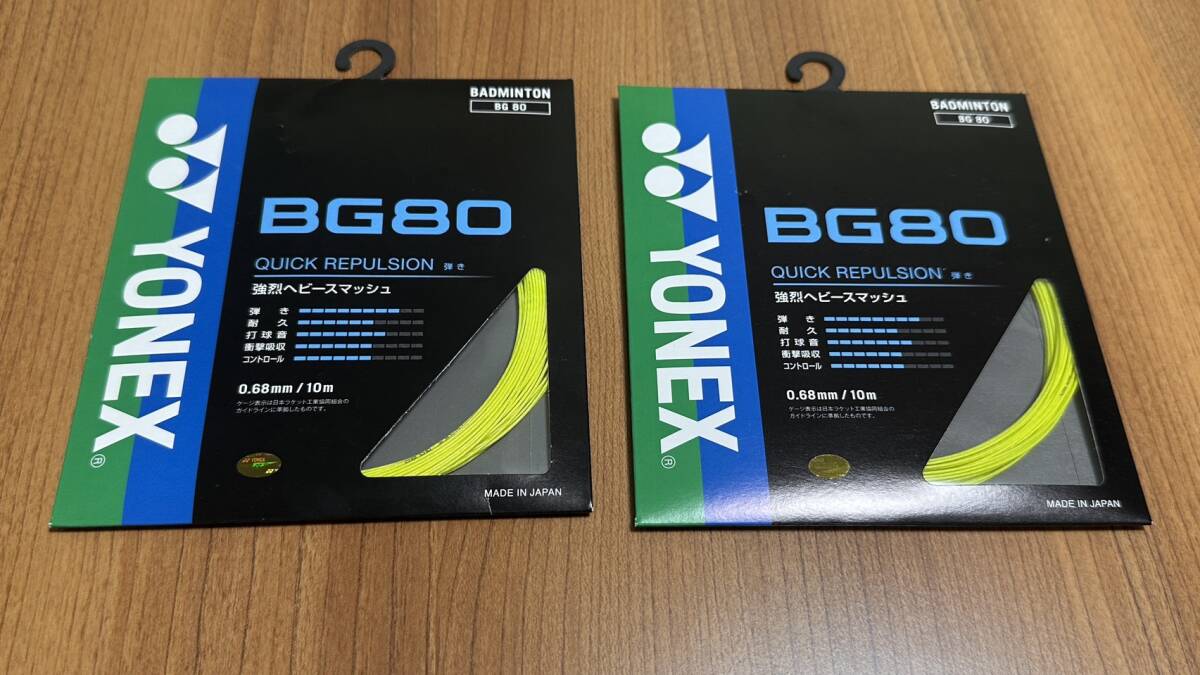 BADMINTON
BG 80
YONEX®
BG80
QUICK REPULSION 弾き
強烈ヘビースマッシュ
弾き
耐久
打球音
衝撃吸収
コントロール
0.68mm/10m
ゲージ表示は日本ラケット工業協同組合の
ガイドラインに準拠したものです。
YONEX
MADE IN JAPAN
BADMINTON
BG 80
YONEX®
BG80
QUICK REPULSION 弾き
強烈ヘビースマッシュ
弾き
耐久
打球音
衝撃吸収
コントロール
0.68mm/10m
ゲージ表示は日本ラケット工業協同組合の
ガイドラインに準拠したものです。
MADE IN JAPAN